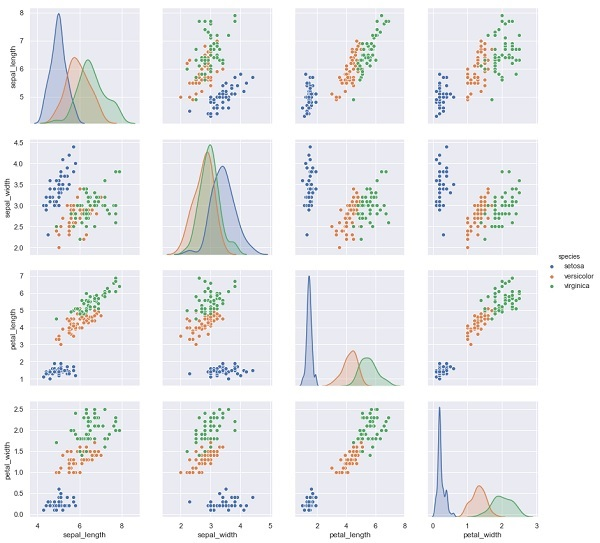 8
7
6
5
sepal_length
4.5
4.0
3.5
3.0
2.5
2.0
sepal_width
species
setosa
versicolor
virginica
7
6
5
4
3
2
1
petal_length
2.5
2.0
1.5
1.0
0.5
0.0
petal_width
4 6 8
2 3 4 5
2 4 6 8
0 1 2 3
sepal_length
sepal_width
petal_length
petal_width